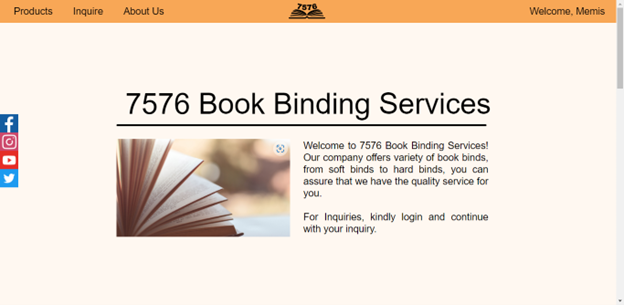 Products Inquire About Us 7576 Welcome, Memis
7576 Book Binding Services
Welcome to 7576 Book Binding Services!
Our company offers variety of book binds,
from soft binds to hard binds, you can
assure that we have the quality service for
you.
For Inquiries, kindly login and continue
with your inquiry.